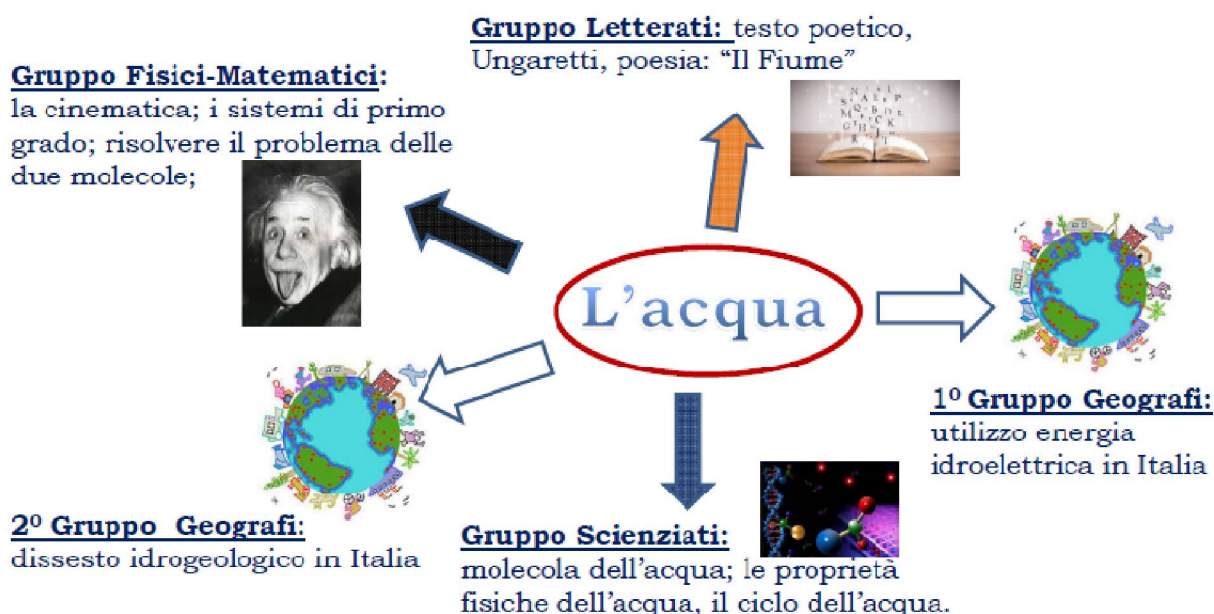 Gruppo Letterati: testo poetico,
Ungaretti, poesia: “Il Fiume”
Gruppo Fisici-Matematici:
la cinematica; i sistemi di primo
grado; risolvere il problema delle
due molecole;
L’acqua
1º Gruppo Geografi:
utilizzo energia
idroelettrica in Italia
2º Gruppo Geografi:
dissesto idrogeologico in Italia
Gruppo Scienziati:
molecola dell’acqua; le proprietà
fisiche dell’acqua, il ciclo dell’acqua.